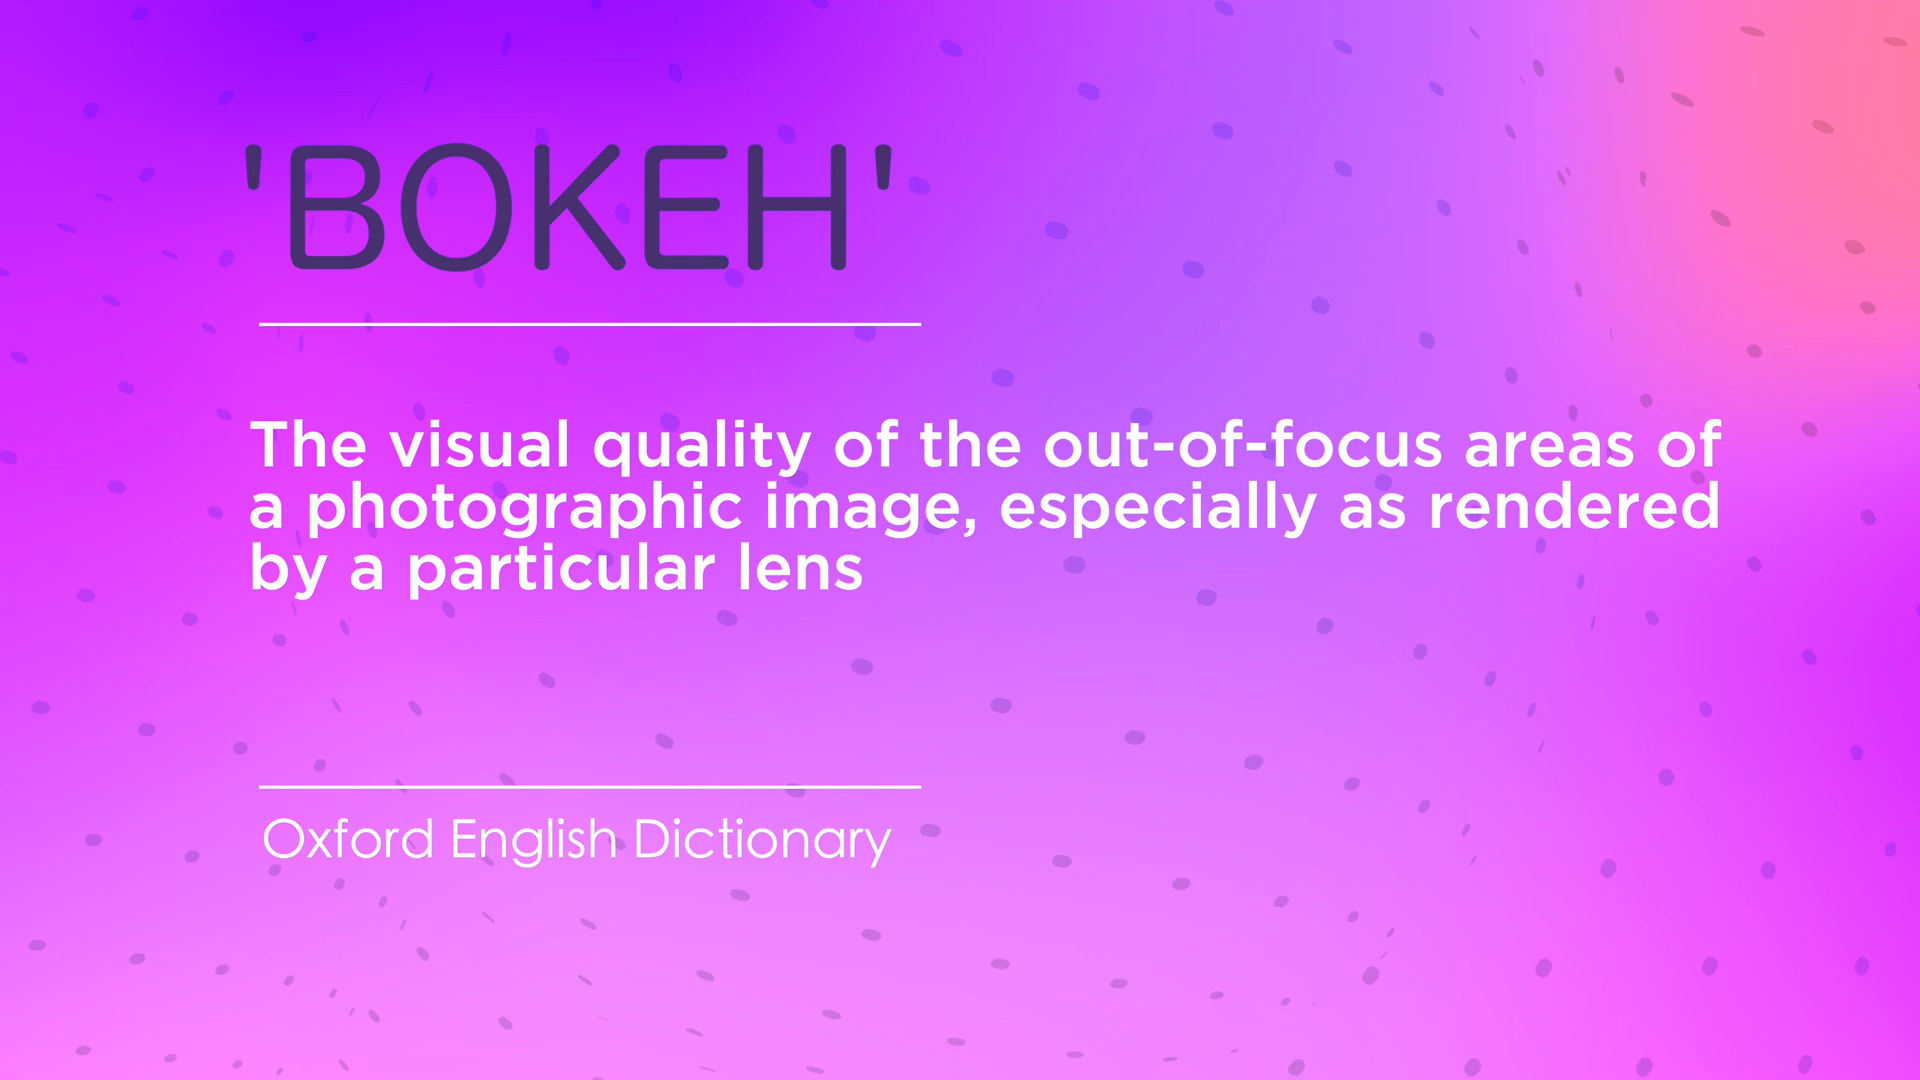 'BOKEH'
The visual quality of the out-of-focus areas of
a photographic image, especially as rendered
by a particular lens
Oxford English Dictionary